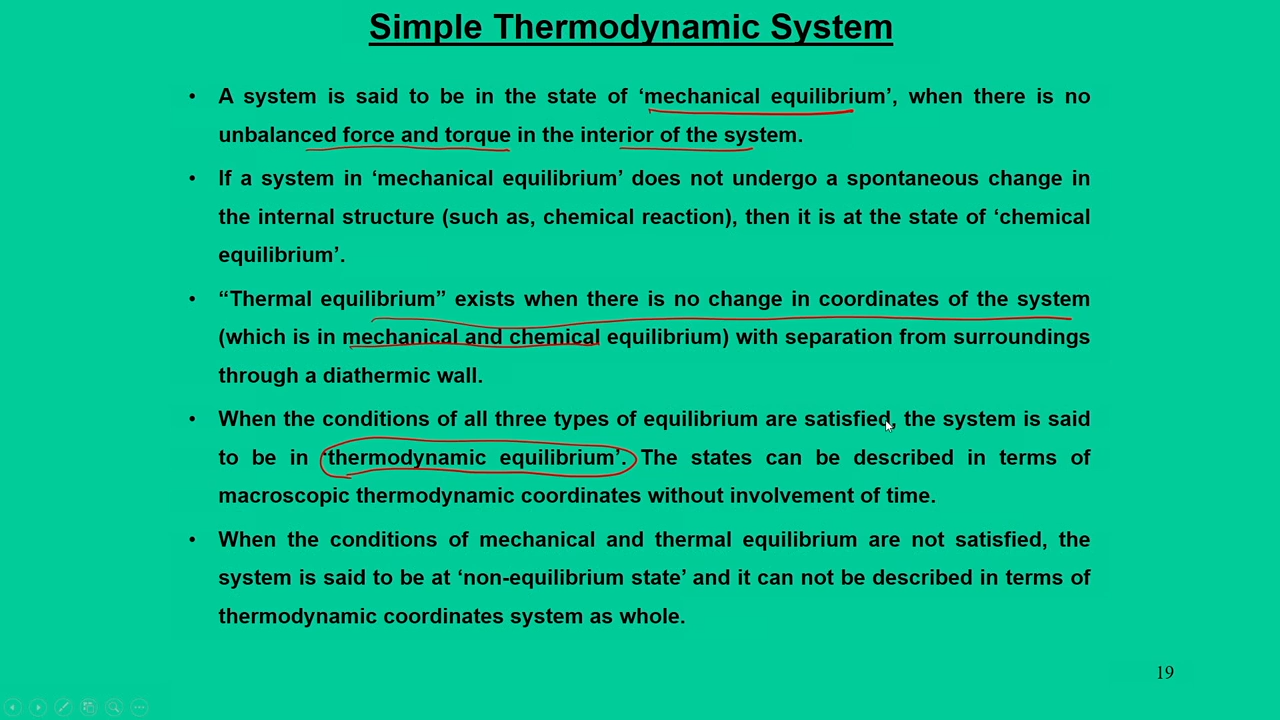 Simple Thermodynamic System
• A system is said to be in the state of ‘mechanical equilibrium’, when there is no
unbalanced force and torque in the interior of the system.
• If a system in ‘mechanical equilibrium’ does not undergo a spontaneous change in
the internal structure (such as, chemical reaction), then it is at the state of ‘chemical
equilibrium’.
• “Thermal equilibrium” exists when there is no change in coordinates of the system
(which is in mechanical and chemical equilibrium) with separation from surroundings
through a diathermic wall.
• When the conditions of all three types of equilibrium are satisfied, the system is said
to be in ‘thermodynamic equilibrium’. The states can be described in terms of
macroscopic thermodynamic coordinates without involvement of time.
• When the conditions of mechanical and thermal equilibrium are not satisfied, the
system is said to be at ‘non-equilibrium state’ and it can not be described in terms of
thermodynamic coordinates system as whole.
19